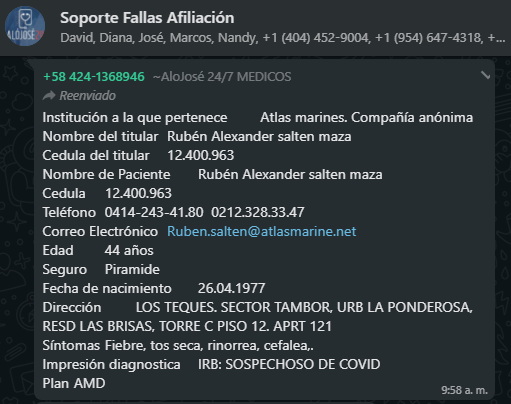 Soporte Fallas Afiliación
David, Diana, José, Marcos, Nandy, +1 (404) 452-9004, +1 (954) 647-4318, +...
ALOJOSÉ
+58 424-1368946 ~AloJosé 24/7 MEDICOS
Reenviado
Institución a la que pertenece Atlas marines. Compañía anónima
Nombre del titular Rubén Alexander salten maza
Cedula del titular 12.400.963
Nombre de Paciente Rubén Alexander salten maza
Cedula 12.400.963
Teléfono 0414-243-41.80 0212.328.33.47
Correo Electrónico Ruben.salten@atlasmarine.net
Edad 44 años
Seguro Piramide
Fecha de nacimiento 26.04.1977
Dirección LOS TEQUES. SECTOR TAMBOR, URB LA PONDEROSA,
RESD LAS BRISAS, TORRE C PISO 12. APRT 121
Síntomas Fiebre, tos seca, rinorrea, cefalea,.
Impresión diagnostica IRB: SOSPECHOSO DE COVID
Plan AMD
9:58 a. m.